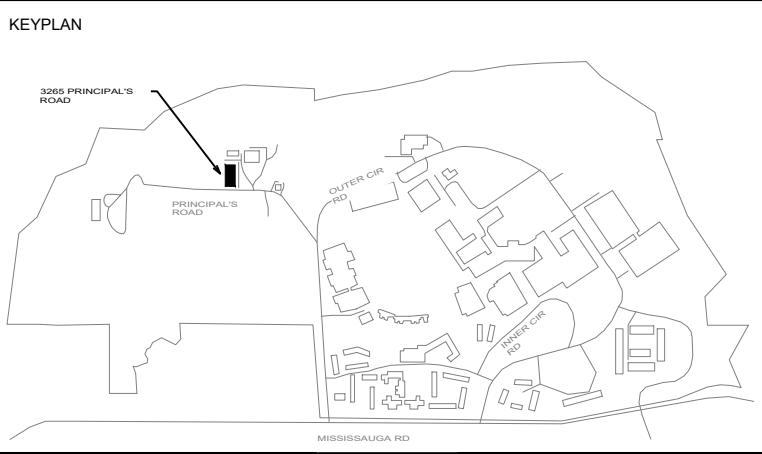 KEYPLAN
3265 PRINCIPAL'S
ROAD
OUTER CIR
RD
PRINCIPAL'S
ROAD
INNER CIR
RD
MISSISSAUGA RD